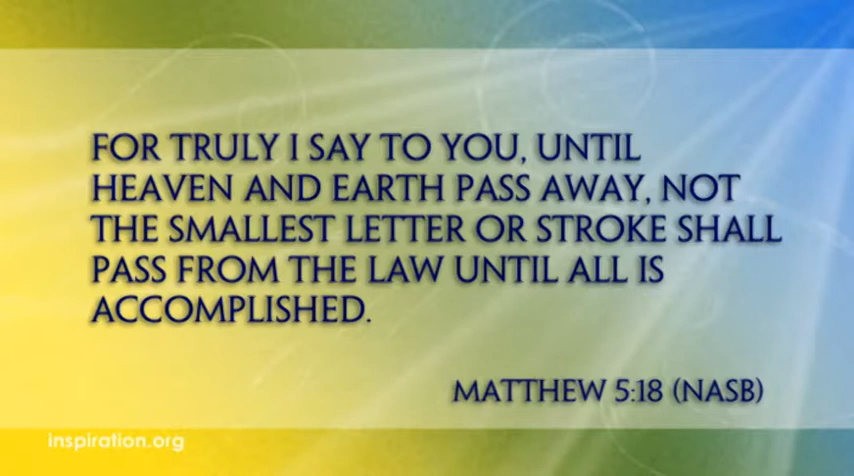 FOR TRULY I SAY TO YOU, UNTIL
HEAVEN AND EARTH PASS AWAY, NOT
THE SMALLEST LETTER OR STROKE SHALL
PASS FROM THE LAW UNTIL ALL IS
ACCOMPLISHED.
MATTHEW 5:18 (NASB)
inspiration.org